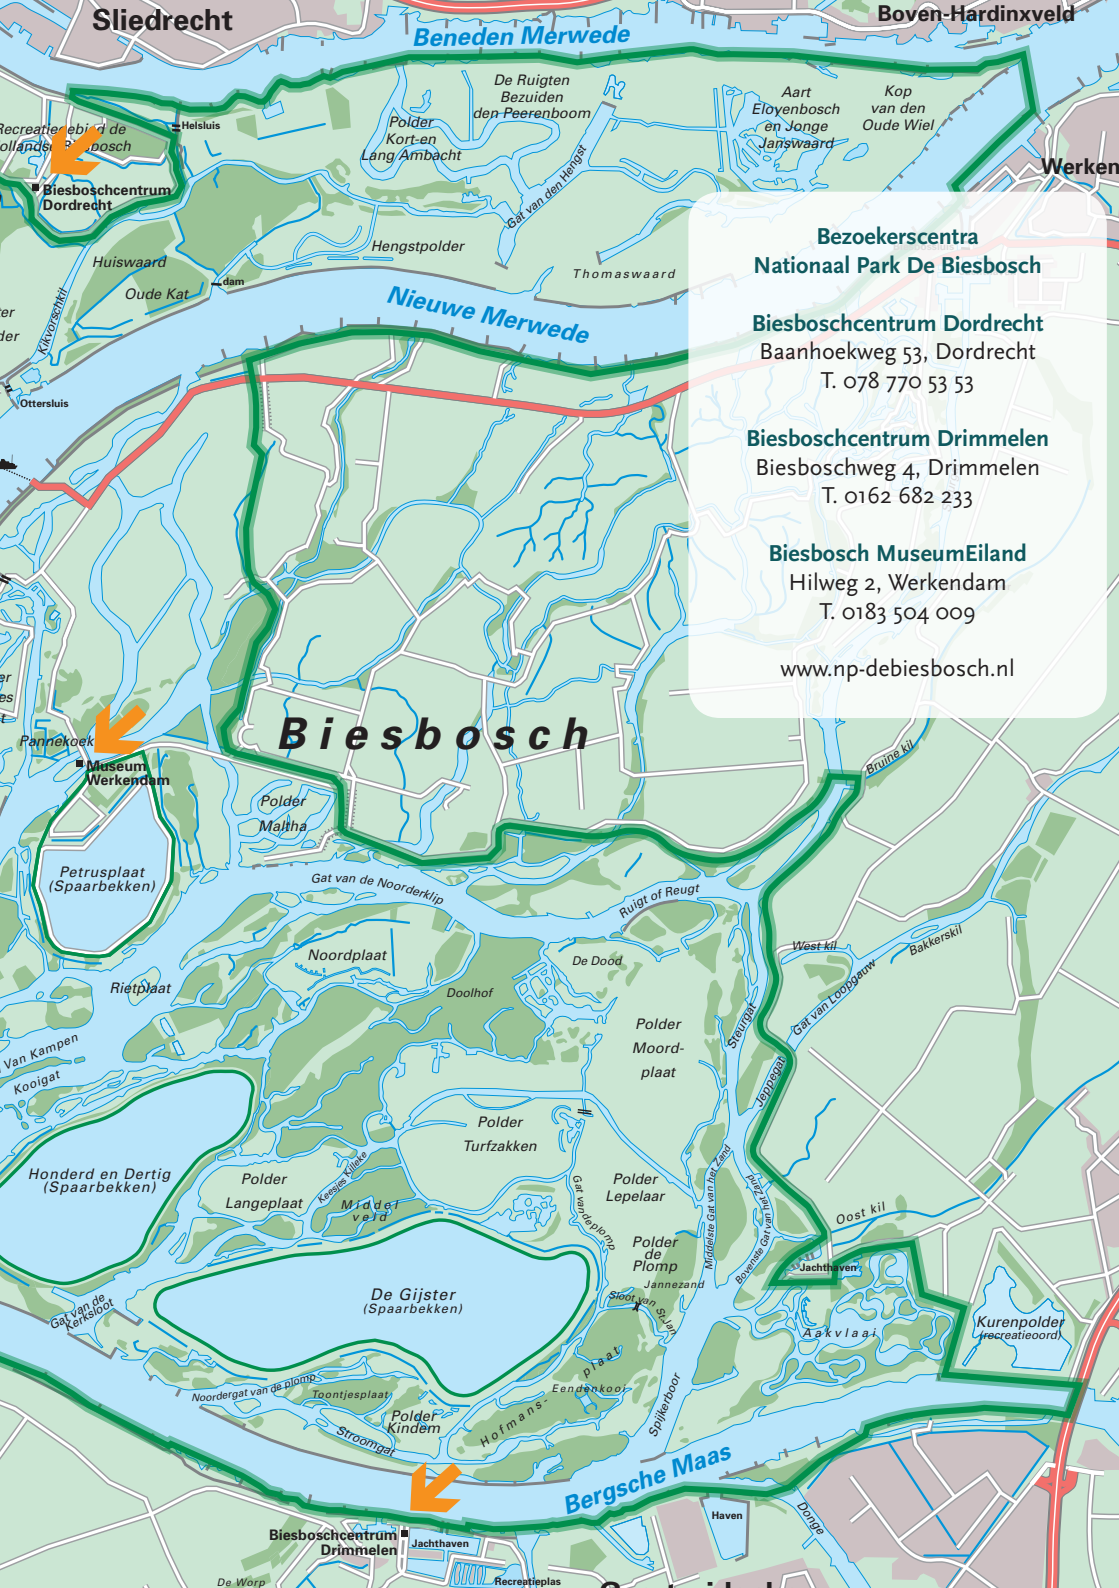 Sliedrecht
Boven-Hardinxveld
Beneden Merwede
De Ruigten
Bezuiden
den Peerenboom
Aart
Eloyenbosch
en Jonge
Janswaard
Kop
van den
Oude Wiel
Polder
Kort-en
Lang Ambacht
Helsluis
Recreatiegebied de
Hollandse Biesbosch
Biesboschcentrum
Dordrecht
Gat van den Hengst
Werken
Huiswaard
Hengstpolder
Oude Kat
dam
Thomaswaard
Kikvorschkil
Nieuwe Merwede
Ottersluis
Bezoekerscentra
Nationaal Park De Biesbosch
Biesboschcentrum Dordrecht
Baanhoekweg 53, Dordrecht
T. 078 770 53 53
Biesboschcentrum Drimmelen
Biesboschweg 4, Drimmelen
T. 0162 682 233
Biesbosch MuseumEiland
Hilweg 2, Werkendam
T. 0183 504 009
www.np-debiesbosch.nl
Biesbosch
Pannekoek
Museum
Werkendam
Bruine kil
Polder
Maltha
Petrusplaat
(Spaarbekken)
Gat van de Noorderklip
Ruigt of Reugt
West kil
Bakkerskil
Gat van Loopgauw
Noordplaat
De Dood
Rietplaat
Doolhof
Steurgat
Polder
Moord-
plaat
Van Kampen
Kooigat
Jeppegat
Polder
Turfzakken
Honderd en Dertig
(Spaarbekken)
Polder
Langeplaat
Keesjes Killeke
Middel
veld
Gat van de plomp
Polder
Lepelaar
Middelste Gat van het Zand
Bovenste Gat van het Zand
Oost kil
Polder
de
Plomp
Jannezand
Jachthaven
Sloot van St. Jan
De Gijster
(Spaarbekken)
Gat van de
Kerksloot
Aakvlaai
Kurenpolder
(recreatieoord)
Noordergat van de plomp
Toontjesplaat
Hofmans-
plaat
Eendenkooi
Polder
Kindem
Stroomgat
Spijkerboor
Bergsche Maas
Haven
Donge
Biesboschcentrum
Drimmelen
Jachthaven
De Worp
Recreatieplas